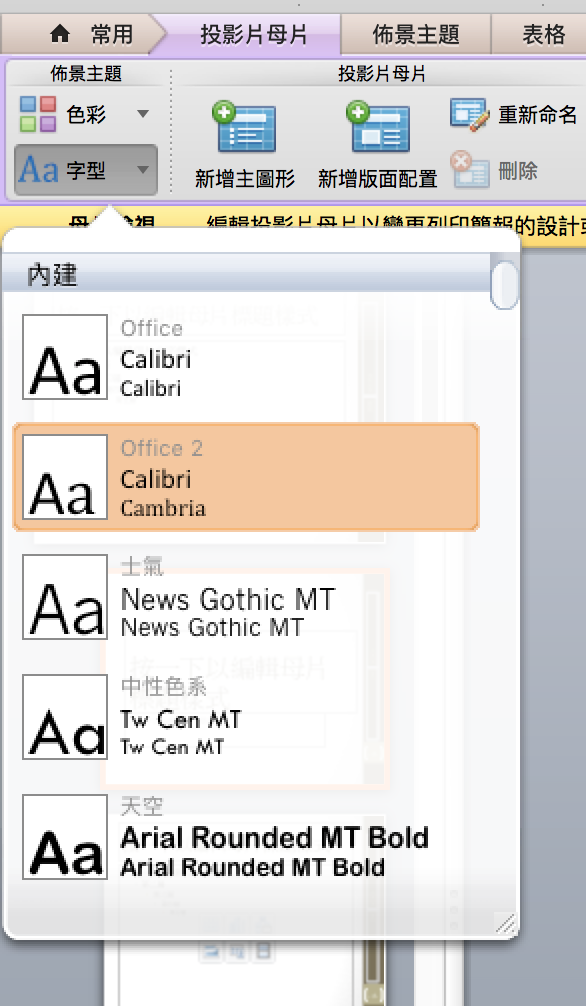 常用 投影片母片 佈景主題 表格
佈景主題 投影片母片
色彩
重新命名
Aa 字型
新增主圖形 新增版面配置
刪除
編輯投影片母片以變更列印簡報的設計
內建
Office
Aa Calibri
Calibri
Office 2
Aa Calibri
Cambria
士氣
Aa News Gothic MT
News Gothic MT
中性色系
Aa Tw Cen MT
Tw Cen MT
天空
Aa Arial Rounded MT Bold
Arial Rounded MT Bold